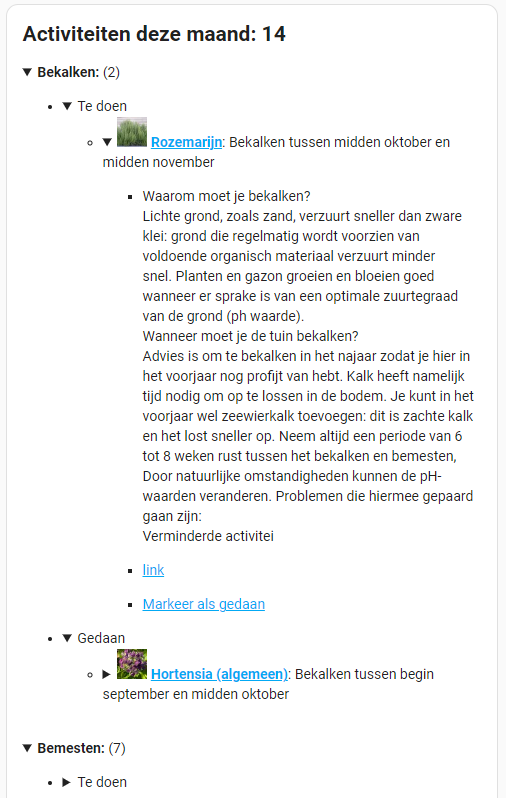 Activiteiten deze maand: 14
Bekalken: (2)
Te doen
Rozemarijn: Bekalken tussen midden oktober en
midden november
Waarom moet je bekalken?
Lichte grond, zoals zand, verzuurt sneller dan zware
klei: grond die regelmatig wordt voorzien van
voldoende organisch materiaal verzuurt minder
snel. Planten en gazon groeien en bloeien goed
wanneer er sprake is van een optimale zuurtegraad
van de grond (ph waarde).
Wanneer moet je de tuin bekalken?
Advies is om te bekalken in het najaar zodat je hier in
het voorjaar nog profijt van hebt. Kalk heeft namelijk
tijd nodig om op te lossen in de bodem. Je kunt in het
voorjaar wel zeewierkalk toevoegen: dit is zachte kalk
en het lost sneller op. Neem altijd een periode van 6
tot 8 weken rust tussen het bekalken en bemesten,
Door natuurlijke omstandigheden kunnen de pH-
waarden veranderen. Problemen die hiermee gepaard
gaan zijn:
Verminderde activitei
link
Markeer als gedaan
Gedaan
Hortensia (algemeen): Bekalken tussen begin
september en midden oktober
Bemesten: (7)
Te doen